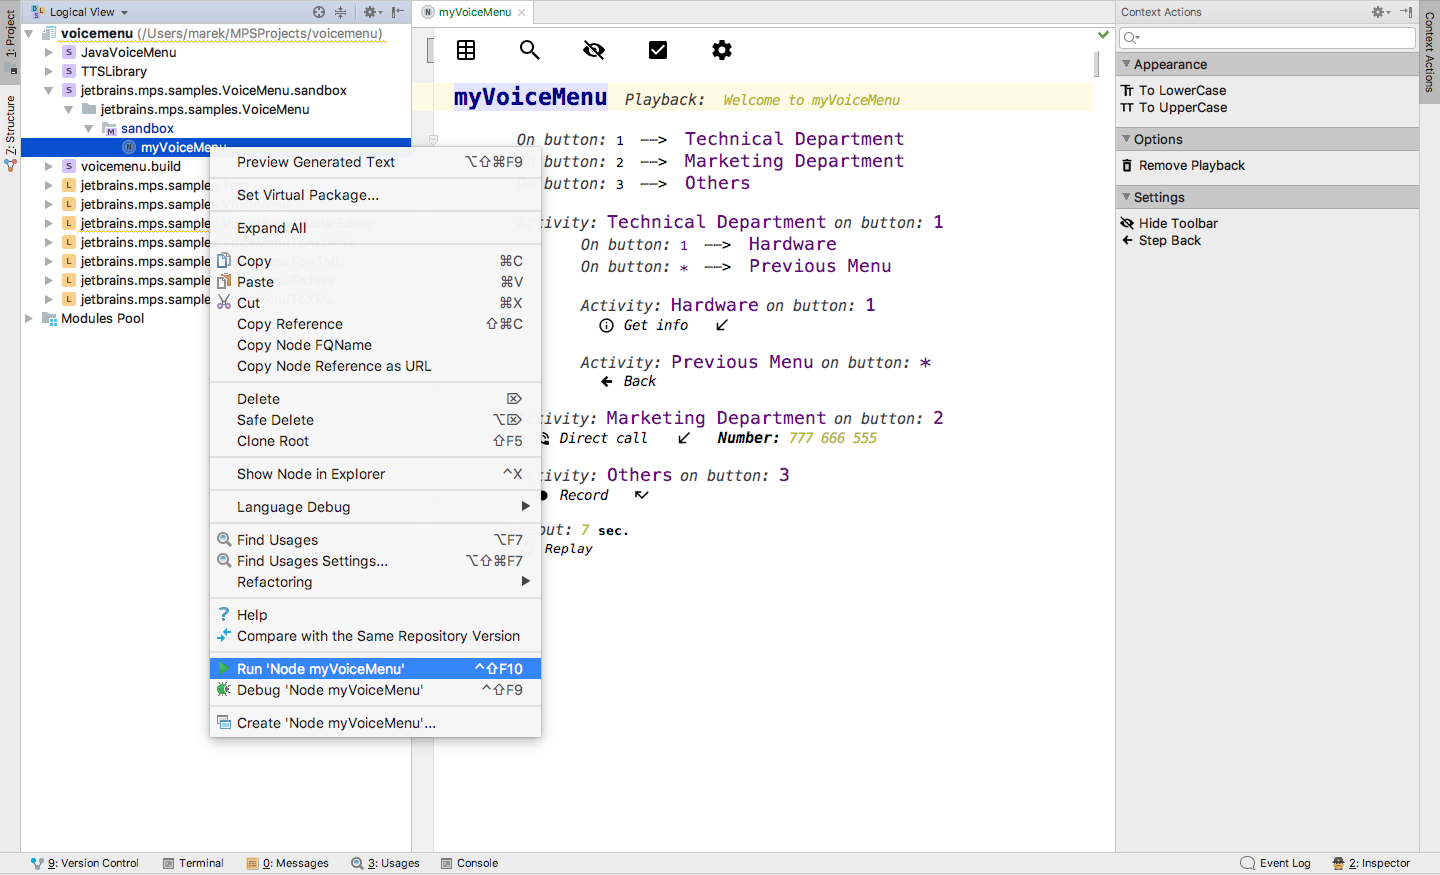 Logical View
myVoiceMenu
Context Actions
1: Project
Z: Structure
voicemenu (/Users/marek/MPSProjects/voicemenu)
JavaVoiceMenu
TTSLibrary
jetbrains.mps.samples.VoiceMenu.sandbox
jetbrains.mps.samples.VoiceMenu
sandbox
myVoiceMenu
voicemenu.build
jetbrains.mps.sample
jetbrains.mps.samples
jetbrains.mps.samples
jetbrains.mps.sample
jetbrains.mps.sample
jetbrains.mps.sample
jetbrains.mps.sample
Modules Pool
Preview Generated Text ⌥⇧⌘F9
Set Virtual Package...
Expand All
Copy ⌘C
Paste ⌘V
Cut ⌘X
Copy Reference ⇧⌘C
Copy Node FQName
Copy Node Reference as URL
Delete ⌦
Safe Delete ⌥⌦
Clone Root ⇧F5
Show Node in Explorer ^X
Language Debug
Find Usages ⌥F7
Find Usages Settings... ⌥⇧⌘F7
Refactoring
Help
Compare with the Same Repository Version
Run 'Node myVoiceMenu' ^⇧F10
Debug 'Node myVoiceMenu' ^⇧F9
Create 'Node myVoiceMenu'...
myVoiceMenu Playback: Welcome to myVoiceMenu
On button: 1 --> Technical Department
button: 2 --> Marketing Department
button: 3 --> Others
Activity: Technical Department on button: 1
On button: 1 --> Hardware
On button: * --> Previous Menu
Activity: Hardware on button: 1
Get info
Activity: Previous Menu on button: *
Back
tivity: Marketing Department on button: 2
Direct call Number: 777 666 555
tivity: Others on button: 3
Record
out: 7 sec.
Replay
Appearance
To LowerCase
To UpperCase
Options
Remove Playback
Settings
Hide Toolbar
Step Back
Context Actions
9: Version Control
Terminal
0: Messages
3: Usages
Console
Event Log
2: Inspector